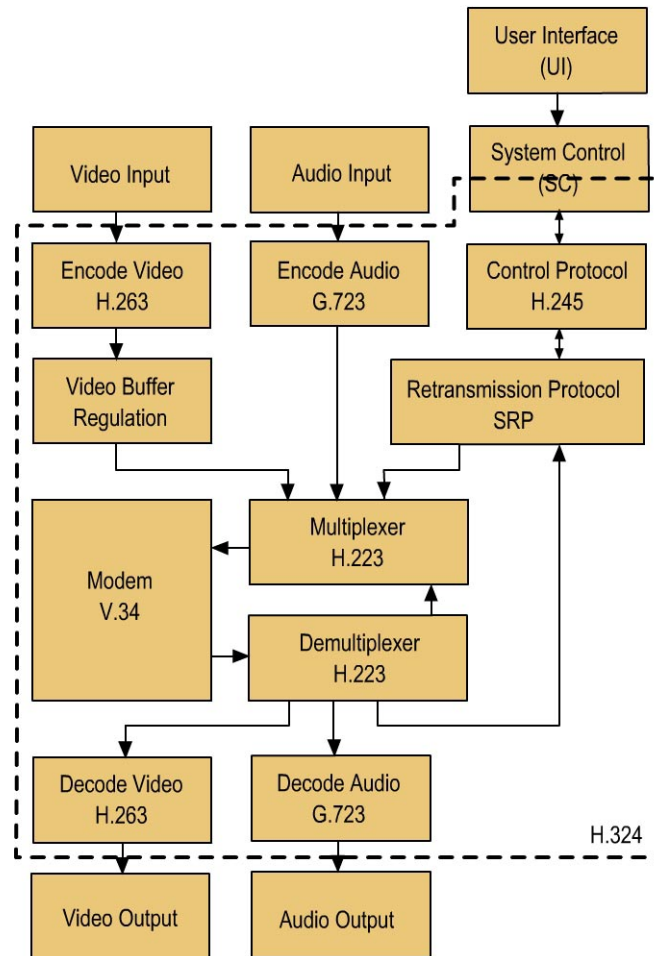 User Interface
(UI)
System Control
(SC)
Video Input
Audio Input
Encode Video
H.263
Encode Audio
G.723
Control Protocol
H.245
Video Buffer
Regulation
Retransmission Protocol
SRP
Multiplexer
H.223
Modem
V.34
Demultiplexer
H.223
Decode Video
H.263
Decode Audio
G.723
H.324
Video Output
Audio Output